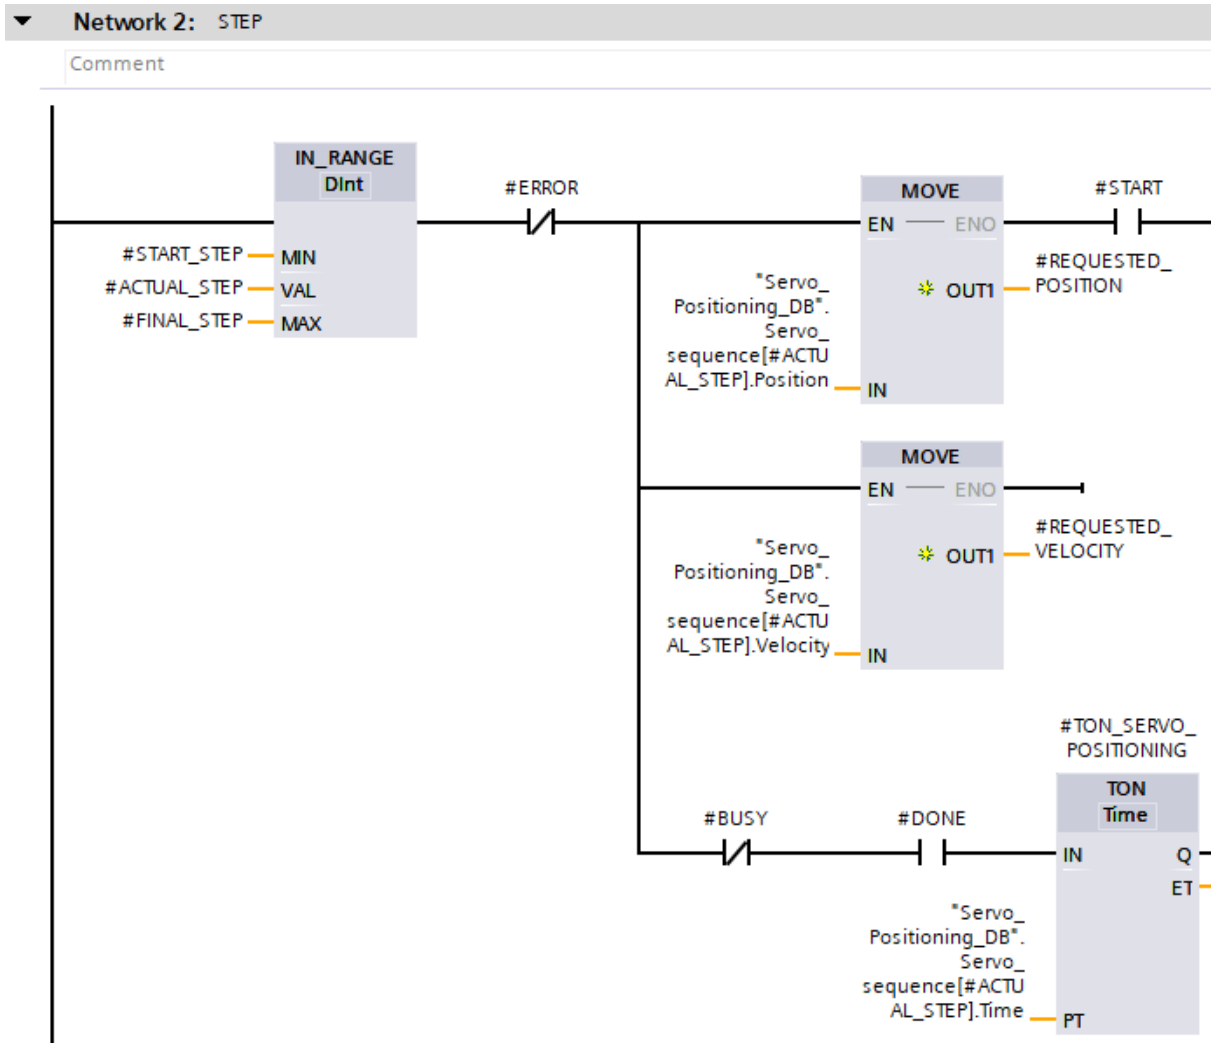 Network 2: STEP
Comment
IN_RANGE
DInt
#START_STEP MIN
#ACTUAL_STEP VAL
#FINAL_STEP MAX
#ERROR
MOVE
EN ENO
"Servo_
Positioning_DB".
Servo_
sequence[#ACTU
AL_STEP].Position
IN
OUT1
#REQUESTED_
POSITION
#START
MOVE
EN ENO
"Servo_
Positioning_DB".
Servo_
sequence[#ACTU
AL_STEP].Velocity
IN
OUT1
#REQUESTED_
VELOCITY
#BUSY
#DONE
#TON_SERVO_
POSITIONING
TON
Time
IN Q
ET
"Servo_
Positioning_DB".
Servo_
sequence[#ACTU
AL_STEP].Time
PT